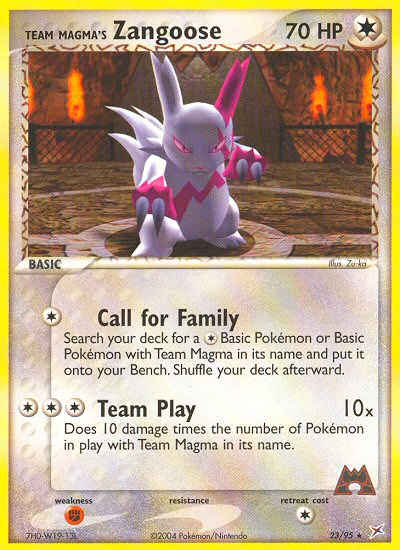 TEAM MAGMA'S Zangoose 70 HP
BASIC
Illus. Zu-ka
Call for Family
Search your deck for a Basic Pokémon or Basic
Pokémon with Team Magma in its name and put it
onto your Bench. Shuffle your deck afterward.
Team Play 10x
Does 10 damage times the number of Pokémon
in play with Team Magma in its name.
weakness resistance retreat cost
7H0-W19-13L ©2004 Pokémon/Nintendo 23/95 ★